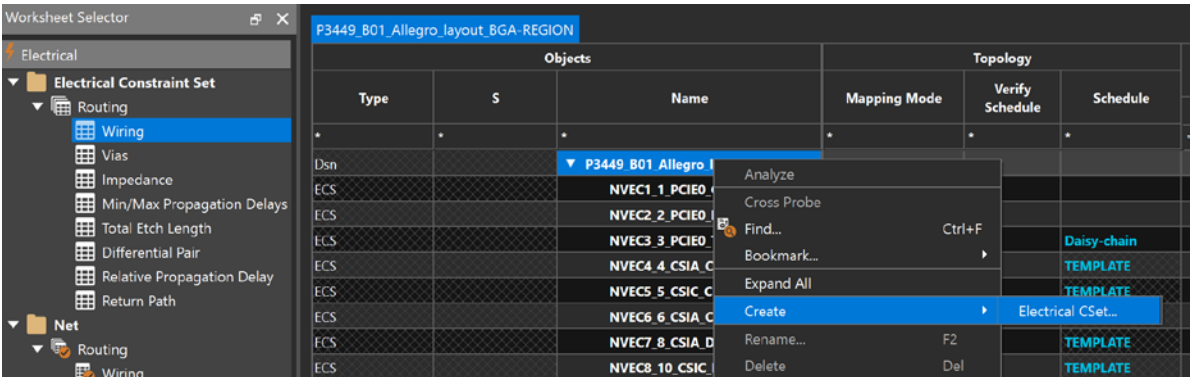 Worksheet Selector
Electrical
Electrical Constraint Set
Routing
Wiring
Vias
Impedance
Min/Max Propagation Delays
Total Etch Length
Differential Pair
Relative Propagation Delay
Return Path
Net
Routing
Wiring
P3449_B01_Allegro_layout_BGA-REGION
Objects Topology
Type S Name Mapping Mode Verify Schedule Schedule
* * * * * *
Dsn P3449_B01_Allegro_l
ECS NVEC1_1_PCIE0_
ECS NVEC2_2_PCIE0_
ECS NVEC3_3_PCIE0_ Daisy-chain
ECS NVEC4_4_CSIA_C TEMPLATE
ECS NVEC5_5_CSIC_C TEMPLATE
ECS NVEC6_6_CSIA_C TEMPLATE
ECS NVEC7_8_CSIA_D TEMPLATE
ECS NVEC8_10_CSIC_ TEMPLATE
Analyze
Cross Probe
Find... Ctrl+F
Bookmark...
Expand All
Create
Rename... F2
Delete Del
Electrical CSet...